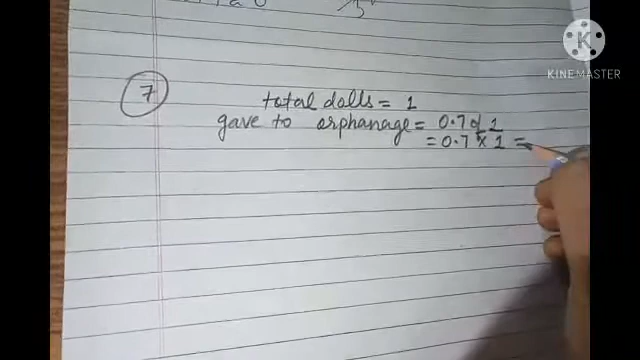 KINEMASTER
7
total dolls = 1
gave to orphanage = 0.7 of 1
= 0.7 × 1 =